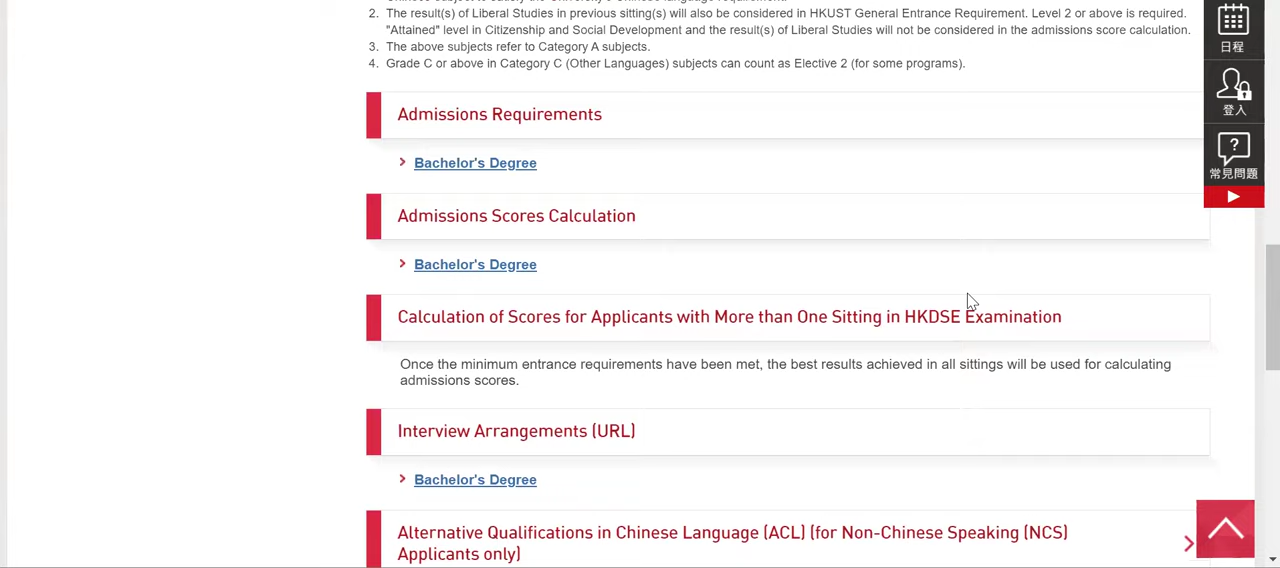 2. The result(s) of Liberal Studies in previous sitting(s) will also be considered in HKUST General Entrance Requirement. Level 2 or above is required.
"Attained" level in Citizenship and Social Development and the result(s) of Liberal Studies will not be considered in the admissions score calculation.
3. The above subjects refer to Category A subjects.
4. Grade C or above in Category C (Other Languages) subjects can count as Elective 2 (for some programs).
Admissions Requirements
Bachelor's Degree
Admissions Scores Calculation
Bachelor's Degree
Calculation of Scores for Applicants with More than One Sitting in HKDSE Examination
Once the minimum entrance requirements have been met, the best results achieved in all sittings will be used for calculating
admissions scores.
Interview Arrangements (URL)
Bachelor's Degree
Alternative Qualifications in Chinese Language (ACL) (for Non-Chinese Speaking (NCS)
Applicants only)
日程
登入
常見問題